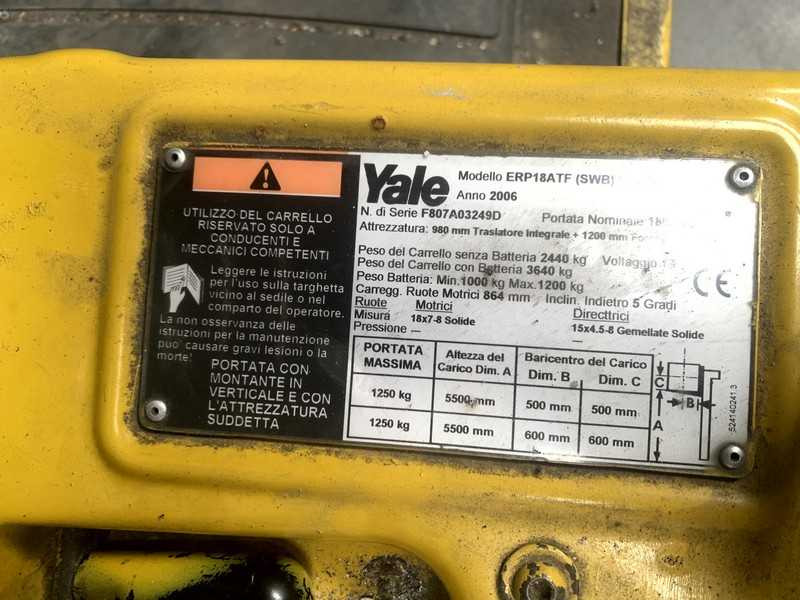 UTILIZZO DEL CARRELLO
RISERVATO SOLO A
CONDUCENTI E
MECCANICI COMPETENTI
Leggere le istruzioni
per l'uso sulla targhetta
vicino al sedile o nel
comparto del operatore.
La non osservanza delle
istruzioni per la manutenzione
puo' causare gravi lesioni o la
morte!
PORTATA CON
MONTANTE IN
VERTICALE E CON
L'ATTREZZATURA
SUDDETTA
Yale
Modello ERP18ATF (SWB)
Anno 2006
N. di Serie F807A03249D Portata Nominale
Attrezzatura: 980 mm Traslatore Integrale + 1200 mm
Peso del Carrello senza Batteria 2440 kg Voltaggio
Peso del Carrello con Batteria 3640 kg
Peso Batteria: Min.1000 kg Max.1200 kg
Carregg. Ruote Motrici 864 mm Inclin. Indietro 5 Gradi
CE
Ruote Motrici Directtrici
Misura 18x7-8 Solide 15x4.5-8 Gemellate Solide
Pressione — —
PORTATA MASSIMA Altezza del Carico Dim. A Baricentro del Carico Dim. B Dim. C
1250 kg 5500 mm 500 mm 500 mm
1250 kg 5500 mm 600 mm 600 mm
C
B
A
524140241.3